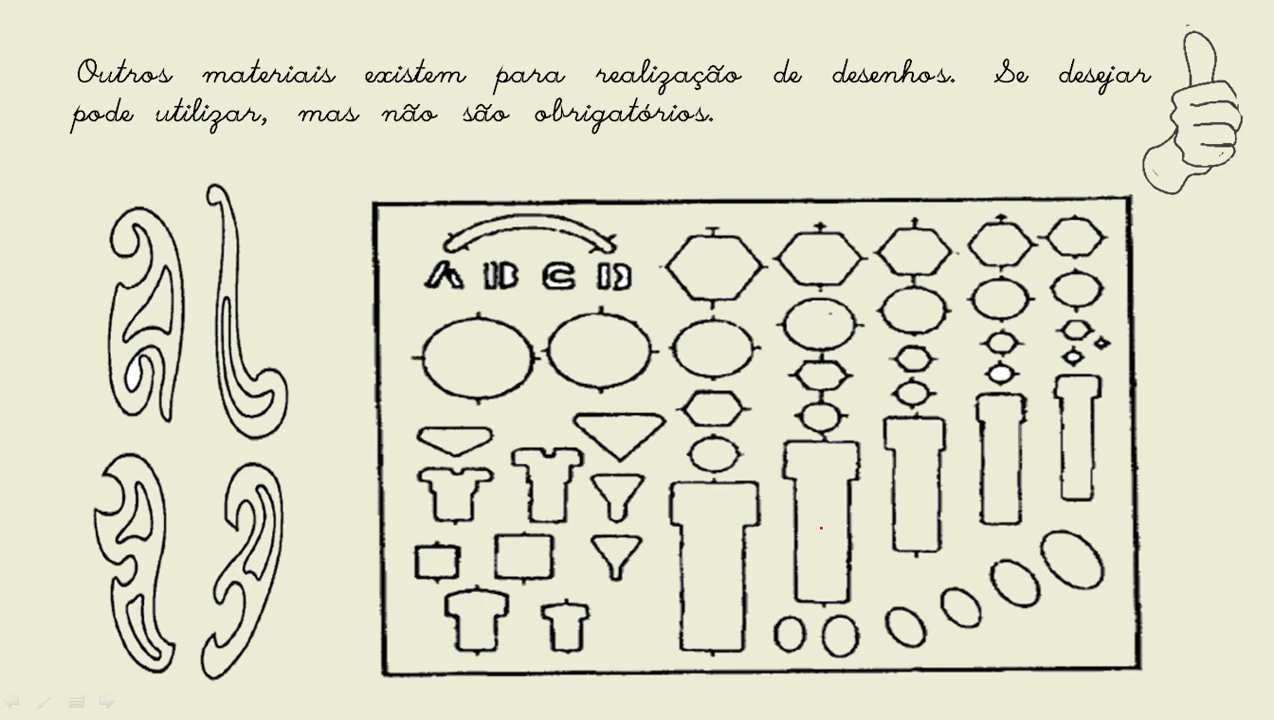 Outros materiais existem para realização de desenhos. Se desejar
pode utilizar, mas não são obrigatórios.
A B C D